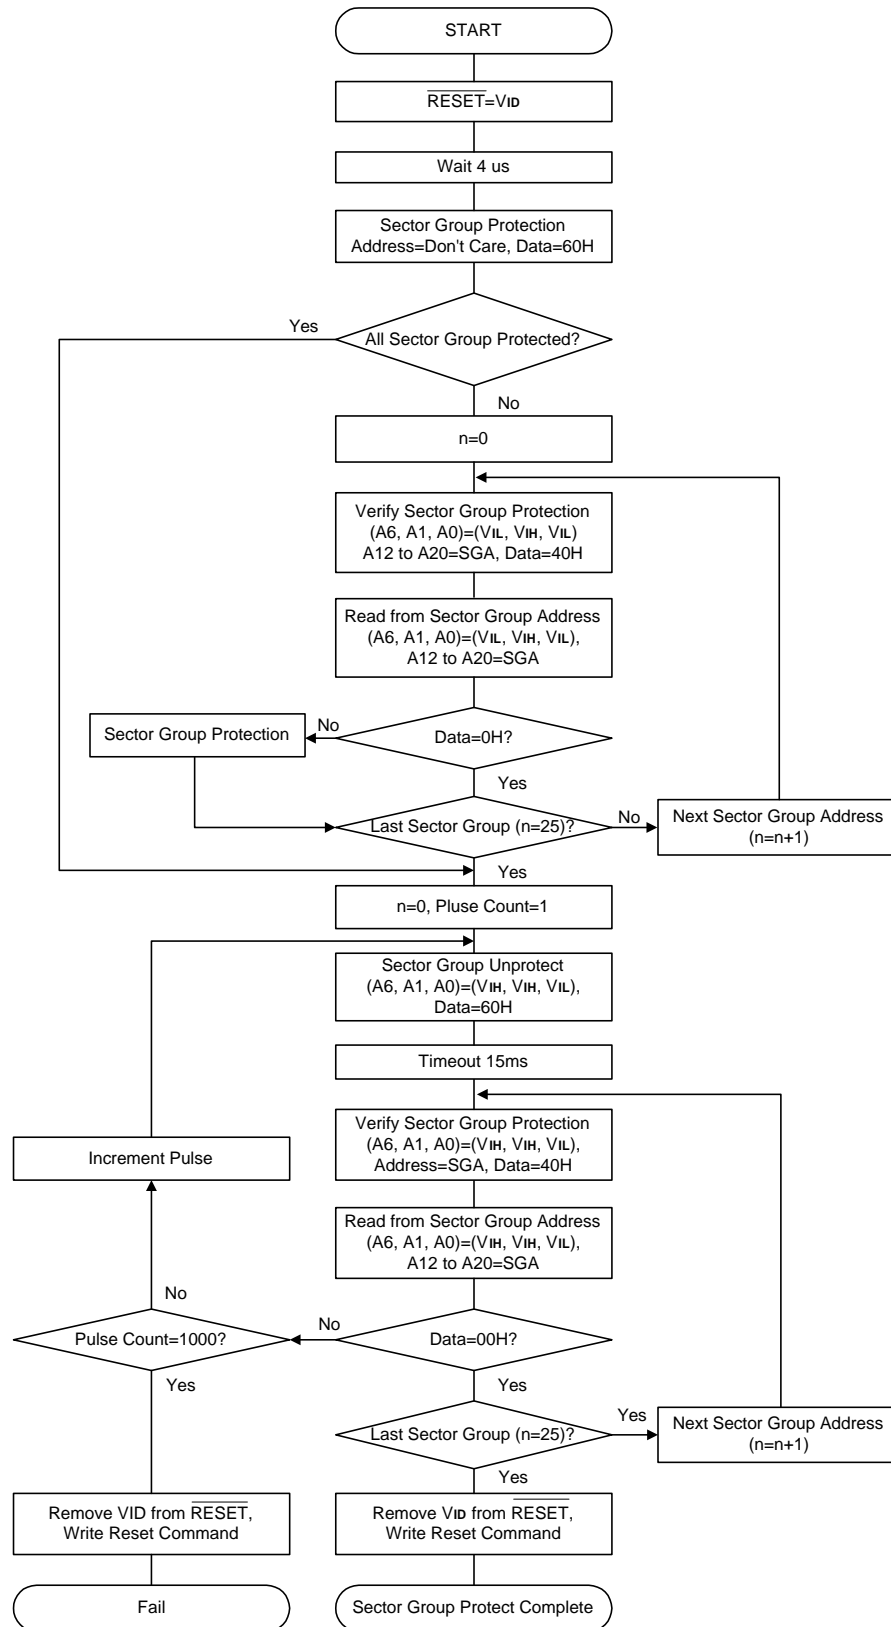 START
RESET=VID
Wait 4 us
Sector Group Protection
Address=Don't Care, Data=60H
Yes
All Sector Group Protected?
No
n=0
Verify Sector Group Protection
(A6, A1, A0)=(VIL, VIH, VIL)
A12 to A20=SGA, Data=40H
Read from Sector Group Address
(A6, A1, A0)=(VIL, VIH, VIL),
A12 to A20=SGA
Sector Group Protection
No
Data=0H?
Yes
Last Sector Group (n=25)?
No
Next Sector Group Address
(n=n+1)
Yes
n=0, Pluse Count=1
Sector Group Unprotect
(A6, A1, A0)=(VIH, VIH, VIL),
Data=60H
Timeout 15ms
Verify Sector Group Protection
(A6, A1, A0)=(VIH, VIH, VIL),
Address=SGA, Data=40H
Increment Pulse
Read from Sector Group Address
(A6, A1, A0)=(VIH, VIH, VIL),
A12 to A20=SGA
No
Pulse Count=1000?
No
Data=00H?
Yes
Yes
Last Sector Group (n=25)?
Yes
Next Sector Group Address
(n=n+1)
Yes
Remove VID from RESET,
Write Reset Command
Remove VID from RESET,
Write Reset Command
Fail
Sector Group Protect Complete